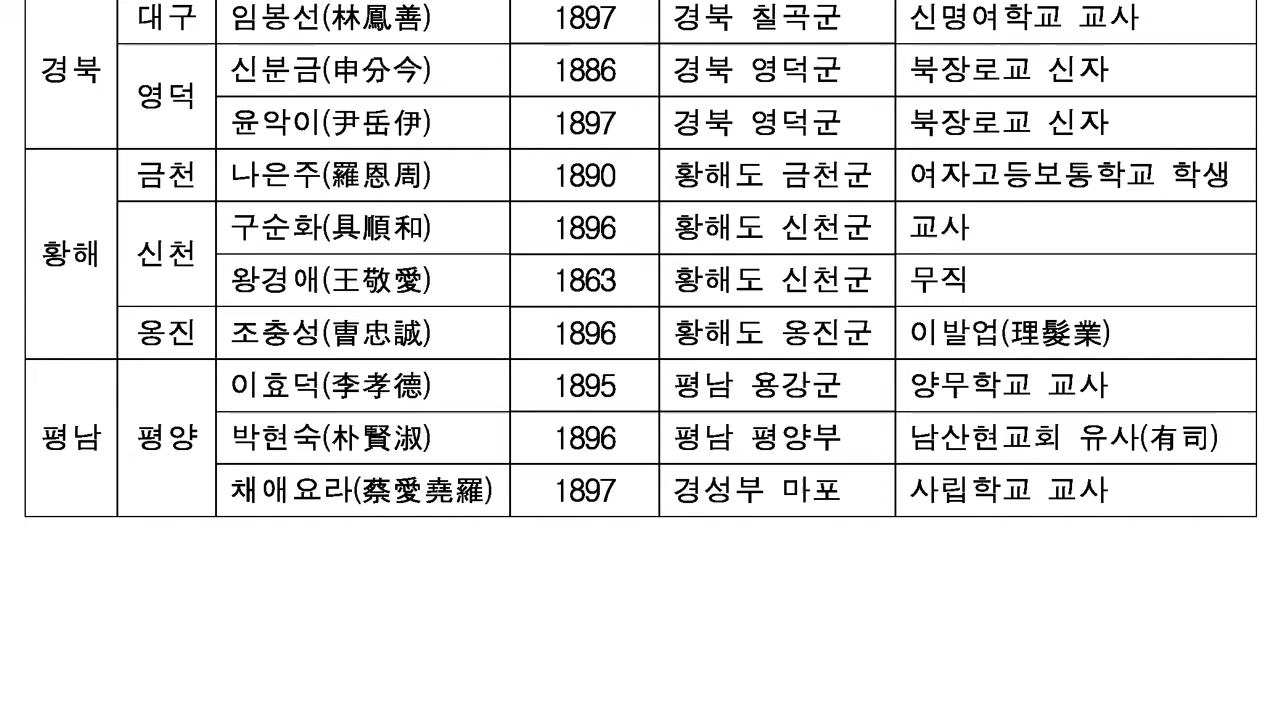 경북 대구 임봉선(林鳳善) 1897 경북 칠곡군 신명여학교 교사
영덕 신분금(申分今) 1886 경북 영덕군 북장로교 신자
윤악이(尹岳伊) 1897 경북 영덕군 북장로교 신자
황해 금천 나은주(羅恩周) 1890 황해도 금천군 여자고등보통학교 학생
신천 구순화(具順和) 1896 황해도 신천군 교사
왕경애(王敬愛) 1863 황해도 신천군 무직
옹진 조충성(曺忠誠) 1896 황해도 옹진군 이발업(理髮業)
평남 평양 이효덕(李孝德) 1895 평남 용강군 양무학교 교사
박현숙(朴賢淑) 1896 평남 평양부 남산현교회 유사(有司)
채애요라(蔡愛堯羅) 1897 경성부 마포 사립학교 교사